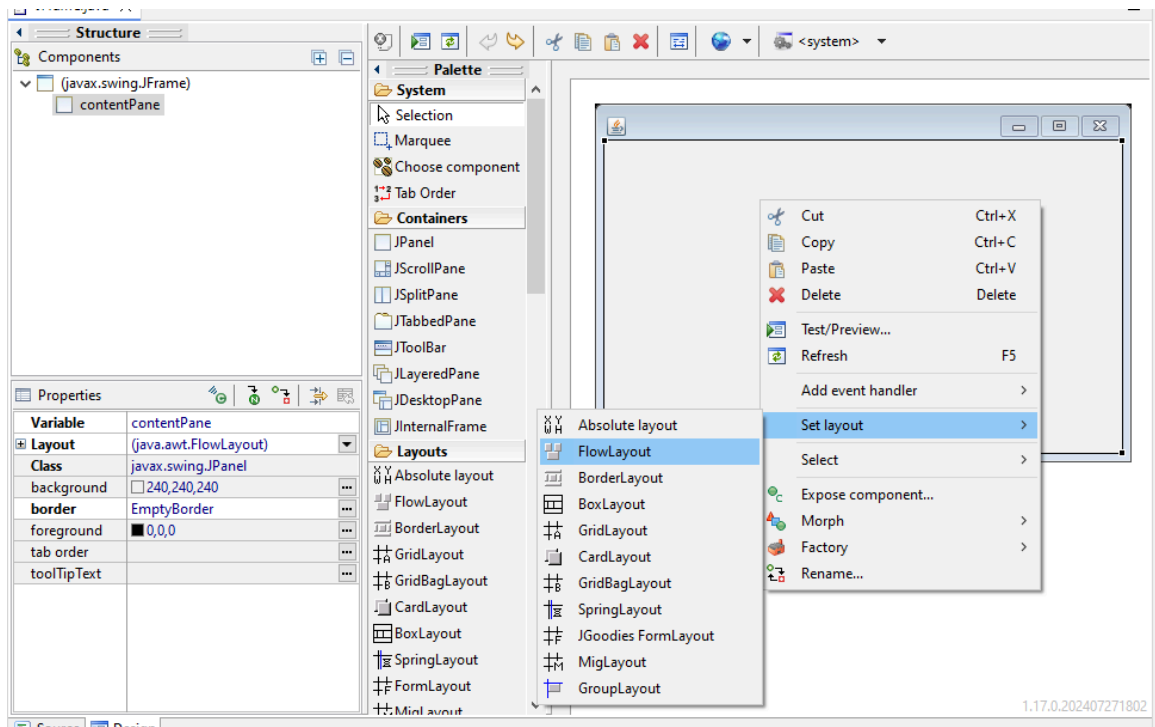 Structure
Components
(javax.swing.JFrame)
contentPane
Properties
Variable contentPane
Layout (java.awt.FlowLayout)
Class javax.swing.JPanel
background 240,240,240
border EmptyBorder
foreground 0,0,0
tab order
toolTipText
<system>
Palette
System
Selection
Marquee
Choose component
Tab Order
Containers
JPanel
JScrollPane
JSplitPane
JTabbedPane
JToolBar
JLayeredPane
JDesktopPane
JInternalFrame
Layouts
Absolute layout
FlowLayout
BorderLayout
GridLayout
GridBagLayout
CardLayout
BoxLayout
SpringLayout
FormLayout
MigLayout
Cut Ctrl+X
Copy Ctrl+C
Paste Ctrl+V
Delete Delete
Test/Preview...
Refresh F5
Add event handler
Set layout
Select
Expose component...
Morph
Factory
Rename...
Absolute layout
FlowLayout
BorderLayout
BoxLayout
GridLayout
CardLayout
GridBagLayout
SpringLayout
JGoodies FormLayout
MigLayout
GroupLayout
1.17.0.202407271802
Source Design